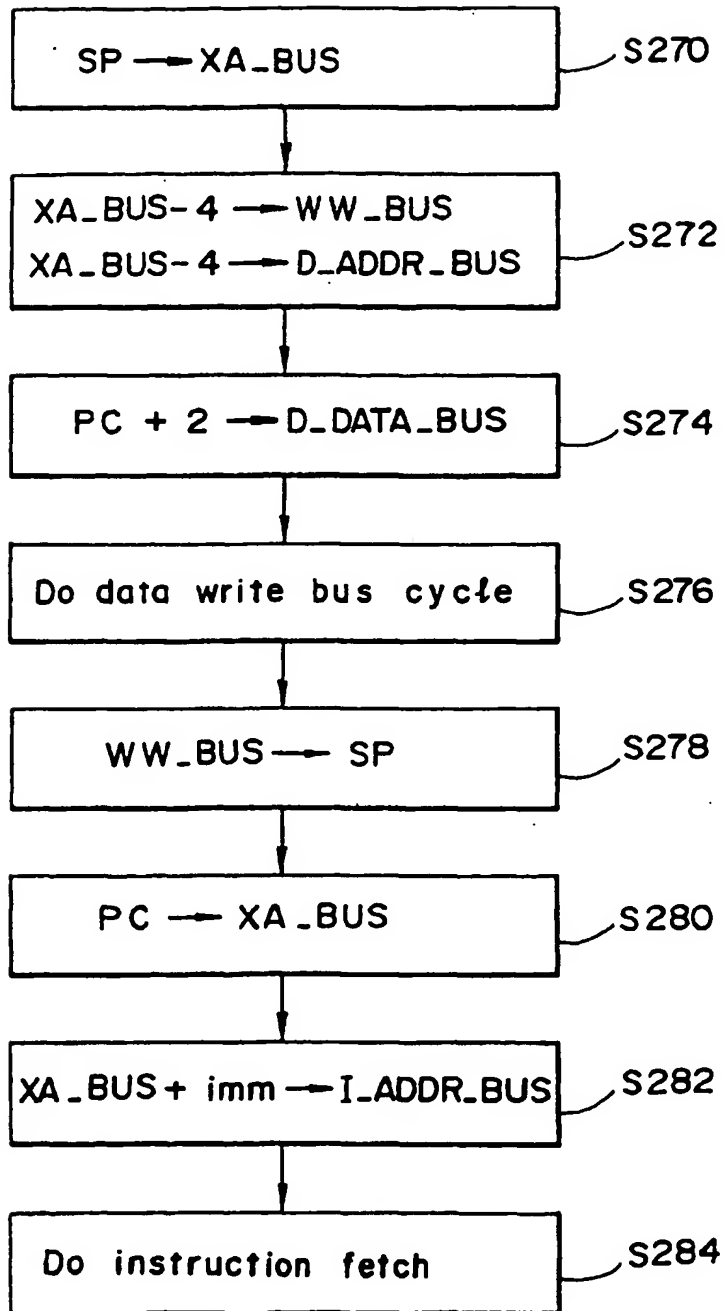 SP → XA_BUS
S270
XA_BUS-4 → WW_BUS
XA_BUS-4 → D_ADDR_BUS
S272
PC + 2 → D_DATA_BUS
S274
Do data write bus cycle
S276
WW_BUS → SP
S278
PC → XA_BUS
S280
XA_BUS + imm → I_ADDR_BUS
S282
Do instruction fetch
S284